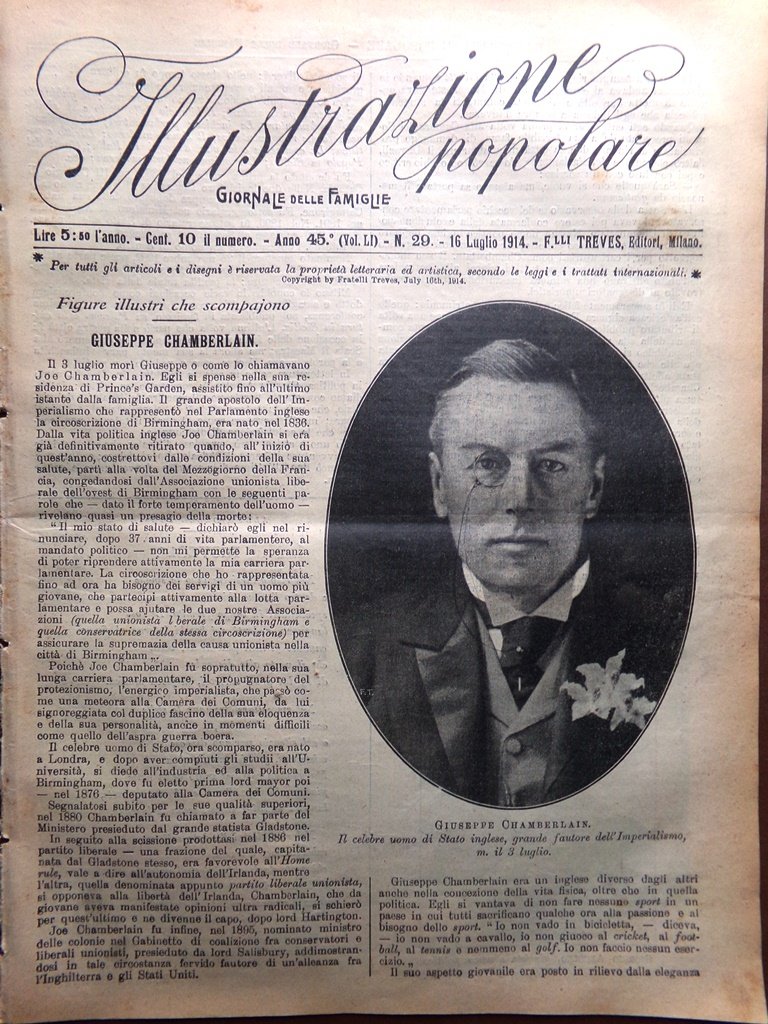 Illustrazione
popolare
GIORNALE DELLE FAMIGLIE
Lire 5:50 l'anno. - Cent. 10 il numero. - Anno 45.° (Vol. LI) - N. 29. - 16 Luglio 1914. - F.LLI TREVES, Editori, Milano.
* Per tutti gli articoli e i disegni è riservata la proprietà letteraria ed artistica, secondo le leggi e i trattati internazionali. *
Copyright by Fratelli Treves, July 16th, 1914.
Figure illustri che scompajono
GIUSEPPE CHAMBERLAIN.
Il 3 luglio morì Giuseppe o come lo chiamavano
Joe Chamberlain. Egli si spense nella sua re-
sidenza di Prince's Garden, assistito fino all'ultimo
istante dalla famiglia. Il grande apostolo dell'Im-
perialismo che rappresentò nel Parlamento inglese
la circoscrizione di Birmingham, era nato nel 1836.
Dalla vita politica inglese Joe Chamberlain si era
già definitivamente ritirato quando, all'inizio di
quest'anno, costrettovi dalle condizioni della sua
salute, partì alla volta del Mezzogiorno della Fran-
cia, congedandosi dall'Associazione unionista libe-
rale dell'ovest di Birmingham con le seguenti pa-
role che — dato il forte temperamento dell'uomo —
rivelano quasi un presagio della morte:
"Il mio stato di salute — dichiarò egli nel ri-
nunciare, dopo 37 anni di vita parlamentere, al
mandato politico — non mi permette la speranza
di poter riprendere attivamente la mia carriera par-
lamentare. La circoscrizione che ho rappresentata
fino ad ora ha bisogno dei servigi di un uomo più
giovane, che partecipi attivamente alla lotta par-
lamentare e possa ajutare le due nostre Associa-
zioni (quella unionista l berale di Birmingham e
quella conservatrice della stessa circoscrizione) per
assicurare la supremazia della causa unionista nella
città di Birmingham „.
Poichè Joe Chamberlain fu sopratutto, nella sua
lunga carriera parlamentare, il propugnatore del
protezionismo, l'energico imperialista, che passò co-
me una meteora alla Camera dei Comuni, da lui
signoreggiata col duplice fascino della sua eloquenza
e della sua personalità, anche in momenti difficili
come quello dell'aspra guerra boera.
Il celebre uomo di Stato, ora scomparso, era nato
a Londra, e dopo aver compiuti gli studii all'U-
niversità, si diede all'industria ed alla politica a
Birmingham, dove fu eletto prima lord mayor poi
— nel 1876 — deputato alla Camera dei Comuni.
Segnalatosi subito per le sue qualità superiori,
nel 1880 Chamberlain fu chiamato a far parte del
Ministero presieduto dal grande statista Gladstone.
In seguito alla scissione prodottasi nel 1886 nel
partito liberale — una frazione del quale, capita-
nata dal Gladstone stesso, era favorevole all'Home
rule, vale a dire all'autonomia dell'Irlanda, mentre
l'altra, quella denominata appunto partito liberale unionista,
si opponeva alla libertà dell'Irlanda, Chamberlain, che da
giovane aveva manifestate opinioni ultra radicali, si schierò
per quest'ultimo e ne divenne il capo, dopo lord Hartington.
Joe Chamberlain fu infine, nel 1895, nominato ministro
delle colonie nel Gabinetto di coalizione fra conservatori e
liberali unionisti, presieduto da lord Salisbury, addimostran-
dosi in tale circostanza fervido fautore di un'alleanza fra
l'Inghilterra e gli Stati Uniti.
F.T.
GIUSEPPE CHAMBERLAIN.
Il celebre uomo di Stato inglese, grande fautore dell'Imperialismo,
m. il 3 luglio.
Giuseppe Chamberlain era un inglese diverso dagli altri
anche nella concezione della vita fisica, oltre che in quella
politica. Egli si vantava di non fare nessuno sport in un
paese in cui tutti sacrificano qualche ora alla passione e al
bisogno dello sport. "Io non vado in bicicletta, — diceva,
— io non vado a cavallo, io non giuoco al cricket, al foot-
ball, al tennis e nemmeno al golf. Io non faccio nessun eser-
cizio. „
Il suo aspetto giovanile era posto in rilievo dalla eleganza